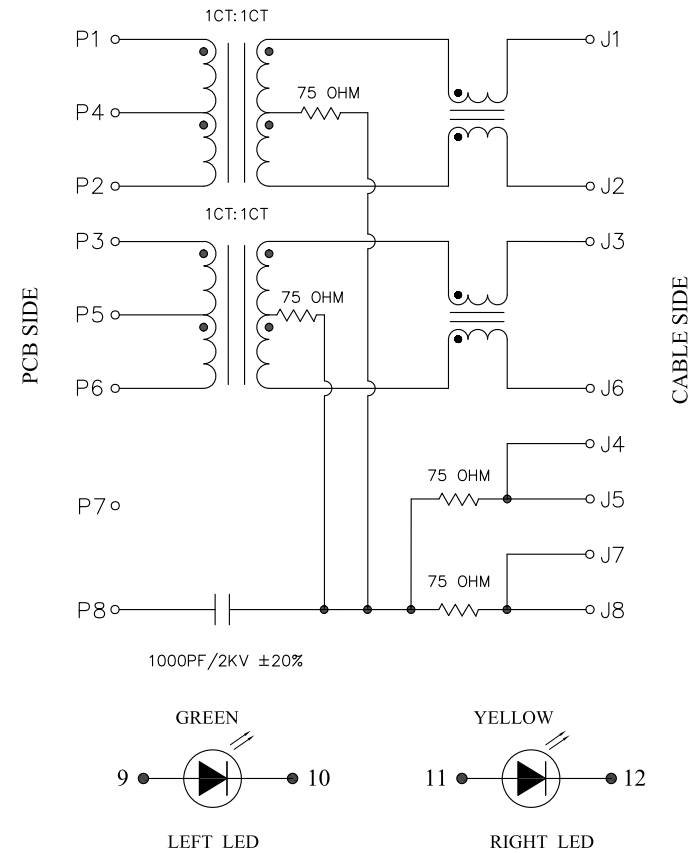 1CT:1CT
P1
J1
75 OHM
P4
P2
J2
1CT:1CT
P3
J3
PCB SIDE
CABLE SIDE
75 OHM
P5
P6
J6
J4
75 OHM
J5
P7
J7
75 OHM
P8
J8
1000PF/2KV ±20%
GREEN
YELLOW
9
10
11
12
LEFT LED
RIGHT LED